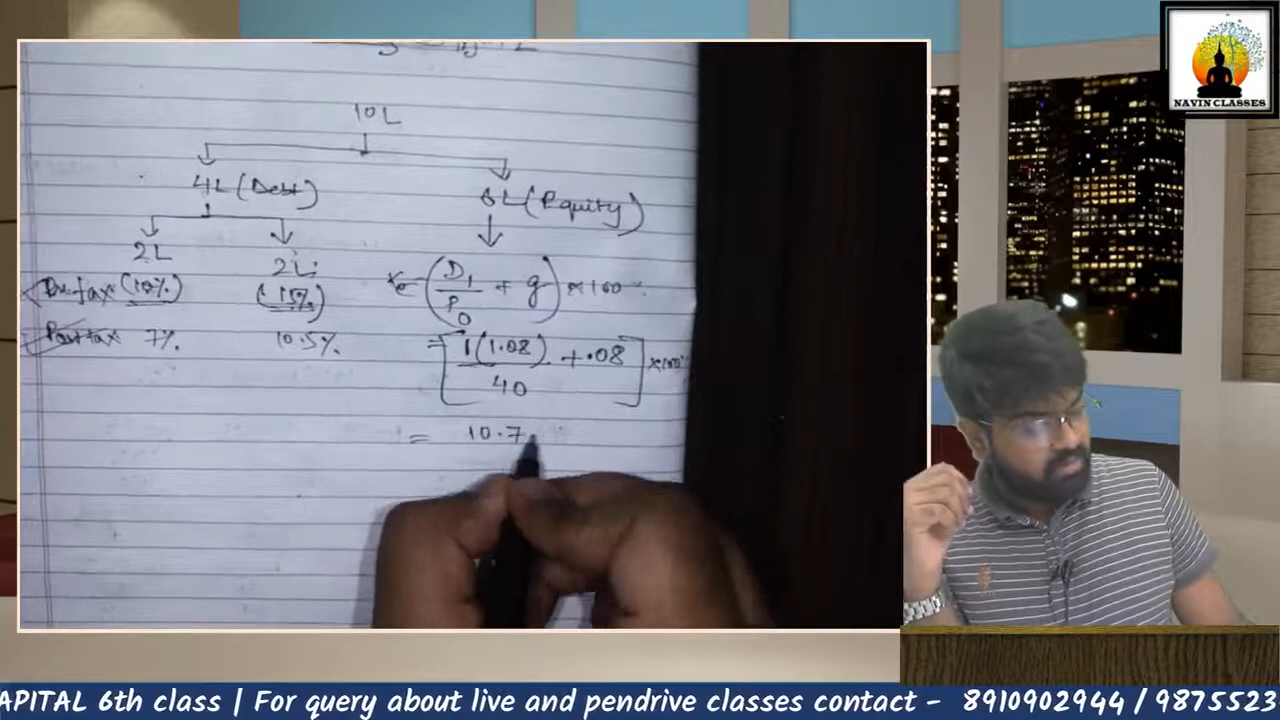 NAVIN CLASSES
10L
4L (Debt)
6L (Equity)
2L
2L
Pre tax (10%)
(15%)
Ke = (D1/P0 + g) × 100
Post tax 7%
10.5%
= [1(1.08)/40 + .08] × 100
= 10.7
APITAL 6th class | For query about live and pendrive classes contact - 8910902944 / 9875523